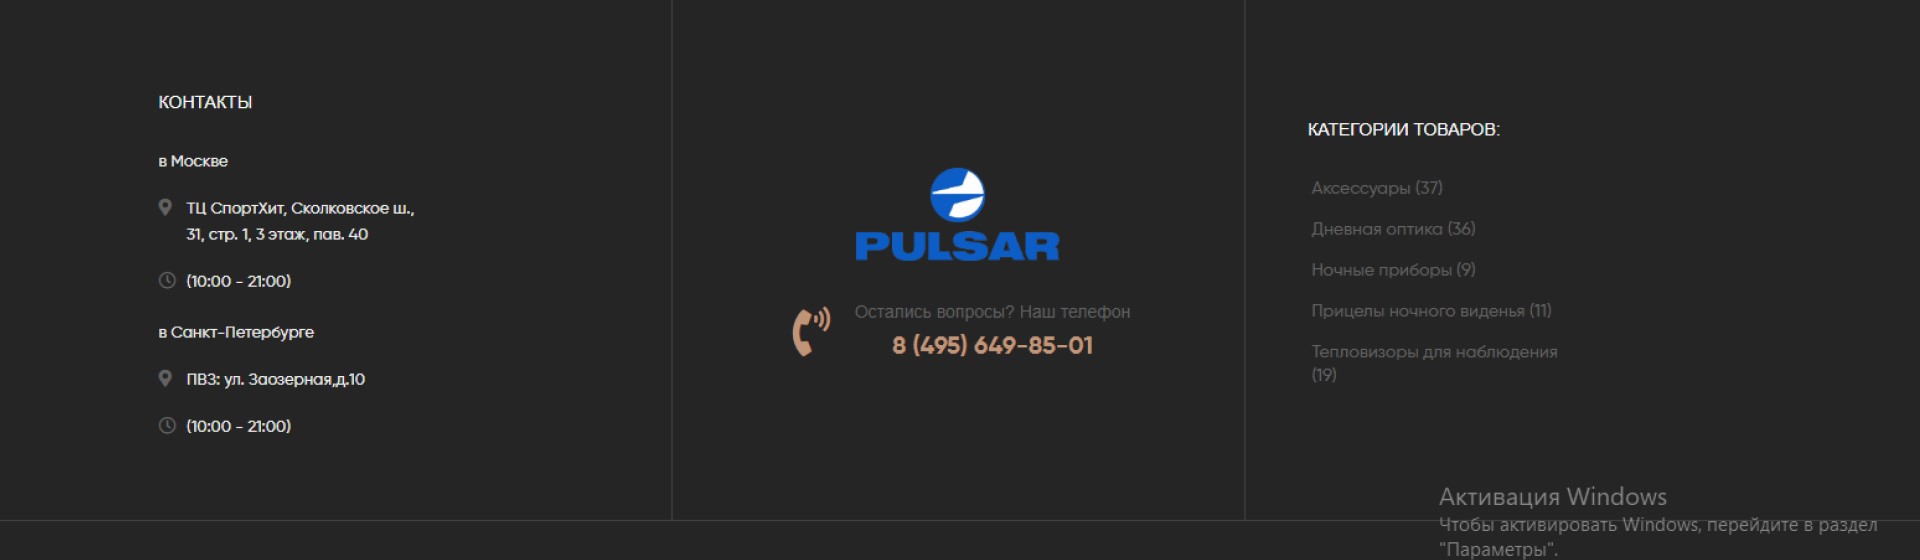 КОНТАКТЫ
в Москве
ТЦ СпортХит, Сколковское ш.,
31, стр. 1, 3 этаж, пав. 40
(10:00 - 21:00)
в Санкт-Петербурге
ПВЗ: ул. Заозерная,д.10
(10:00 - 21:00)
PULSAR
Остались вопросы? Наш телефон
8 (495) 649-85-01
КАТЕГОРИИ ТОВАРОВ:
Аксессуары (37)
Дневная оптика (36)
Ночные приборы (9)
Прицелы ночного виденья (11)
Тепловизоры для наблюдения
(19)
Активация Windows
Чтобы активировать Windows, перейдите в раздел
"Параметры".